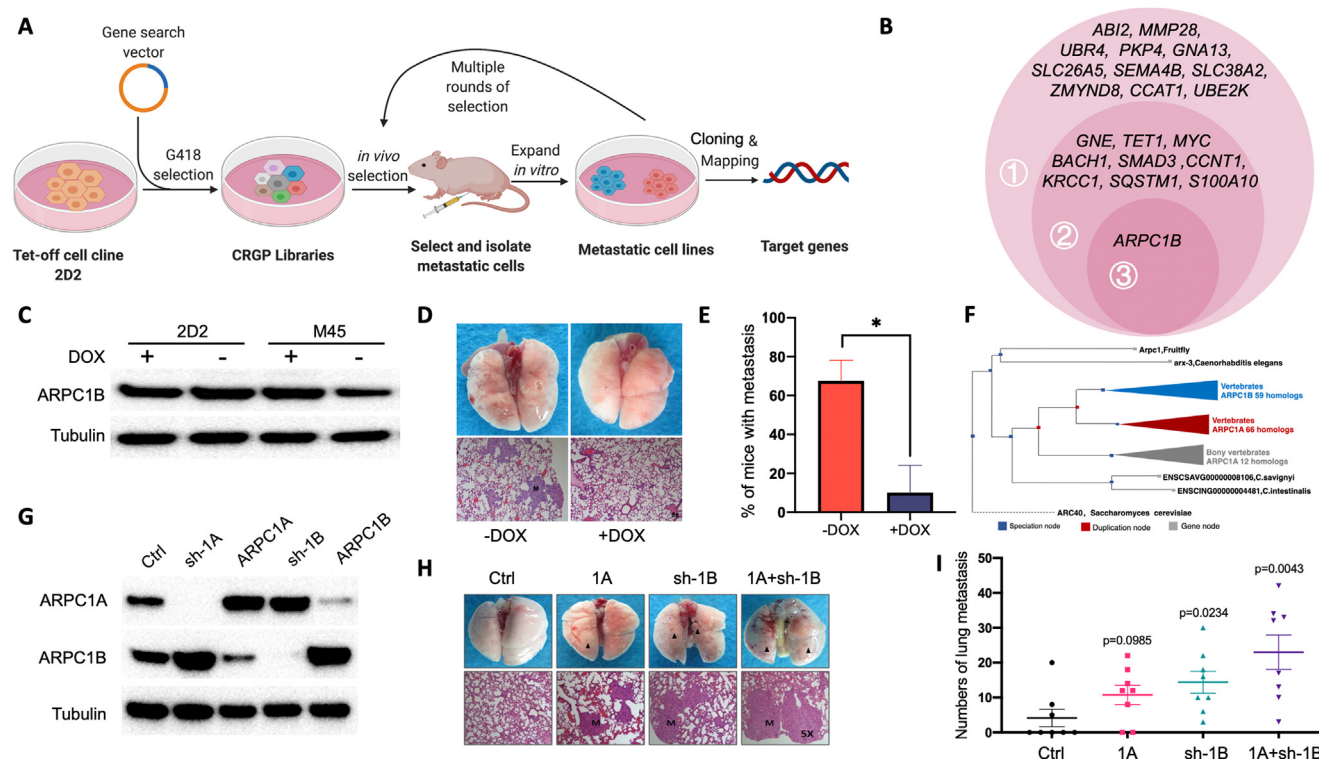 A
Gene search
vector
G418
selection
Multiple
rounds of
selection
in vivo
selection
Expand
in vitro
Cloning &
Mapping
Tet-off cell cline
2D2
CRGP Libraries
Select and isolate
metastatic cells
Metastatic cell lines
Target genes
B
ABI2, MMP28,
UBR4, PKP4, GNA13,
SLC26A5, SEMA4B, SLC38A2,
ZMYND8, CCAT1, UBE2K
①
GNE, TET1, MYC
BACH1, SMAD3, CCNT1,
KRCC1, SQSTM1, S100A10
②
ARPC1B
③
C
2D2 M45
DOX + - + -
ARPC1B
Tubulin
D
M
5X
-DOX +DOX
E
% of mice with metastasis
100
80
60
40
20
0
*
-DOX +DOX
F
Arpc1,Fruitfly
arx-3,Caenorhabditis elegans
Vertebrates
ARPC1B 59 homologs
Vertebrates
ARPC1A 66 homologs
Bony vertebrates
ARPC1A 12 homologs
ENSCSAVG00000008106,C.savignyi
ENSCING00000004481,C.intestinalis
ARC40, Saccharomyces cerevisiae
Speciation node Duplication node Gene node
G
Ctrl sh-1A ARPC1A sh-1B ARPC1B
ARPC1A
ARPC1B
Tubulin
H
Ctrl 1A sh-1B 1A+sh-1B
M M M
5X
I
Numbers of lung metastasis
50
40
30
20
10
0
p=0.0985
p=0.0234
p=0.0043
Ctrl 1A sh-1B 1A+sh-1B